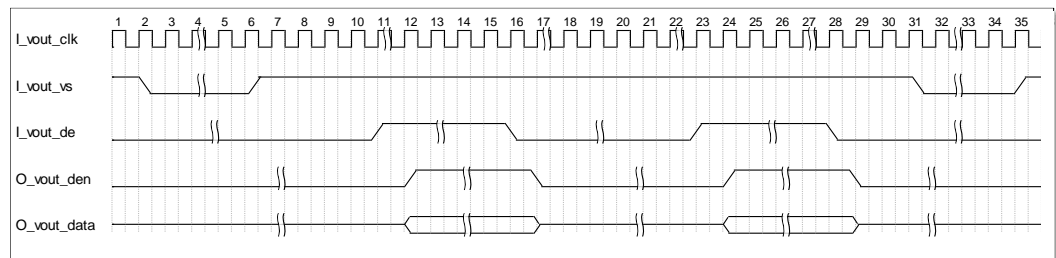 1 2 3 4 5 6 7 8 9 10 11 12 13 14 15 16 17 18 19 20 21 22 23 24 25 26 27 28 29 30 31 32 33 34 35
I_vout_clk
I_vout_vs
I_vout_de
O_vout_den
O_vout_data